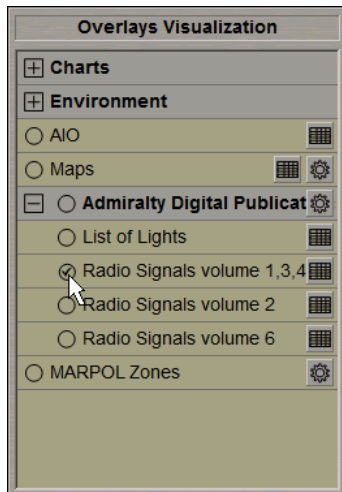 Overlays Visualization
Charts
Environment
AIO
Maps
Admiralty Digital Publicat
List of Lights
Radio Signals volume 1,3,4
Radio Signals volume 2
Radio Signals volume 6
MARPOL Zones